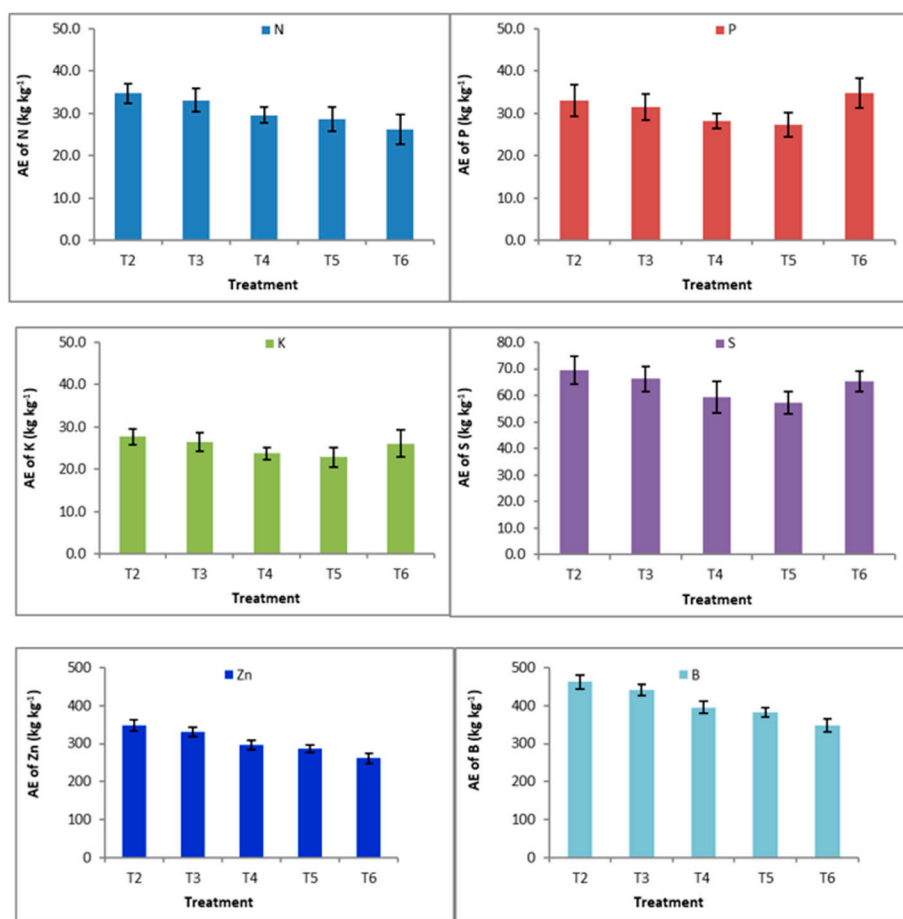 N
AE of N (kg kg⁻¹)
50.0
40.0
30.0
20.0
10.0
0.0
T2 T3 T4 T5 T6
Treatment
P
AE of P (kg kg⁻¹)
50.0
40.0
30.0
20.0
10.0
0.0
T2 T3 T4 T5 T6
Treatment
K
AE of K (kg kg⁻¹)
50.0
40.0
30.0
20.0
10.0
0.0
T2 T3 T4 T5 T6
Treatment
S
AE of S (kg kg⁻¹)
80.0
70.0
60.0
50.0
40.0
30.0
20.0
10.0
0.0
T2 T3 T4 T5 T6
Treatment
Zn
AE of Zn (kg kg⁻¹)
500
400
300
200
100
0
T2 T3 T4 T5 T6
Treatment
B
AE of B (kg kg⁻¹)
500
400
300
200
100
0
T2 T3 T4 T5 T6
Treatment